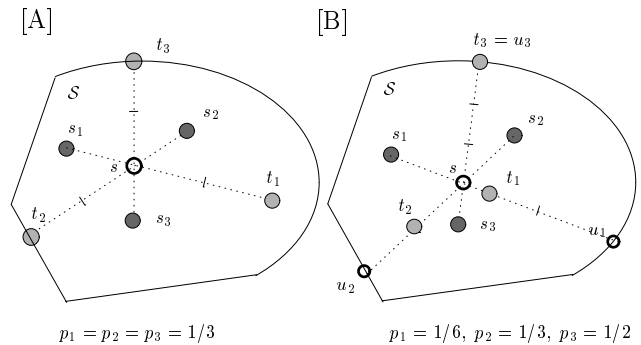 [A]
[B]
t3
t3 = u3
S
S
s1
s2
s1
s2
s
s
t1
t1
t2
t2
s3
s3
u1
u2
p1 = p2 = p3 = 1/3
p1 = 1/6, p2 = 1/3, p3 = 1/2